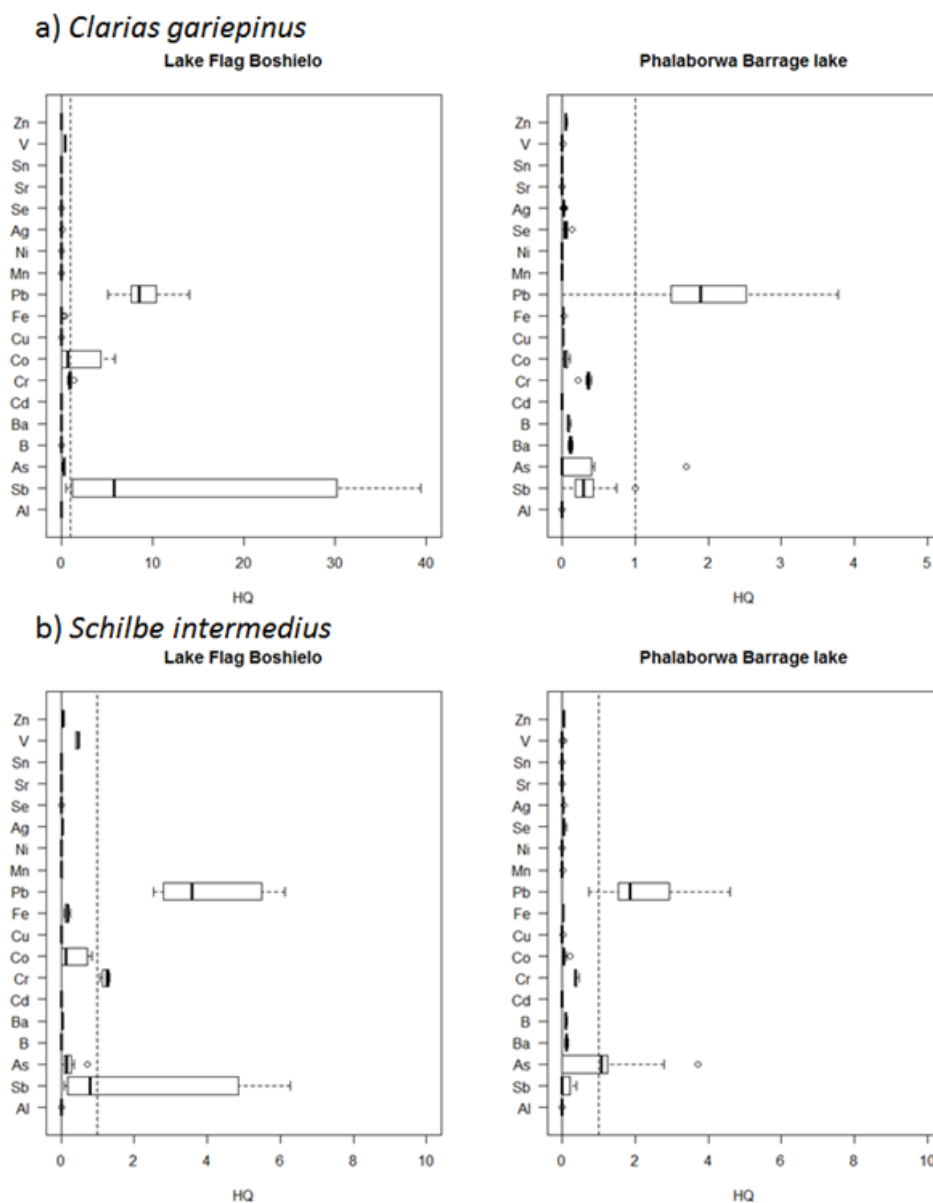 a) Clarias gariepinus
Lake Flag Boshielo
Zn
V
Sn
Sr
Se
Ag
Ni
Mn
Pb
Fe
Cu
Co
Cr
Cd
Ba
B
As
Sb
Al
0 10 20 30 40
HQ
Phalaborwa Barrage lake
Zn
V
Sn
Sr
Ag
Se
Ni
Mn
Pb
Fe
Cu
Co
Cr
Cd
B
Ba
As
Sb
Al
0 1 2 3 4 5
HQ
b) Schilbe intermedius
Lake Flag Boshielo
Zn
V
Sn
Sr
Se
Ag
Ni
Mn
Pb
Fe
Cu
Co
Cr
Cd
Ba
B
As
Sb
Al
0 2 4 6 8 10
HQ
Phalaborwa Barrage lake
Zn
V
Sn
Sr
Ag
Se
Ni
Mn
Pb
Fe
Cu
Co
Cr
Cd
B
Ba
As
Sb
Al
0 2 4 6 8 10
HQ